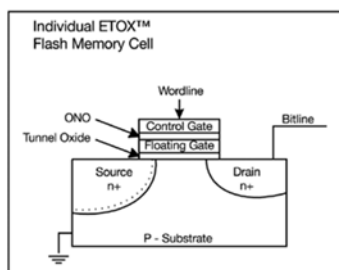 Individual ETOX™
Flash Memory Cell
Wordline
ONO
Bitline
Control Gate
Tunnel Oxide
Floating Gate
Source
n+
Drain
n+
P - Substrate